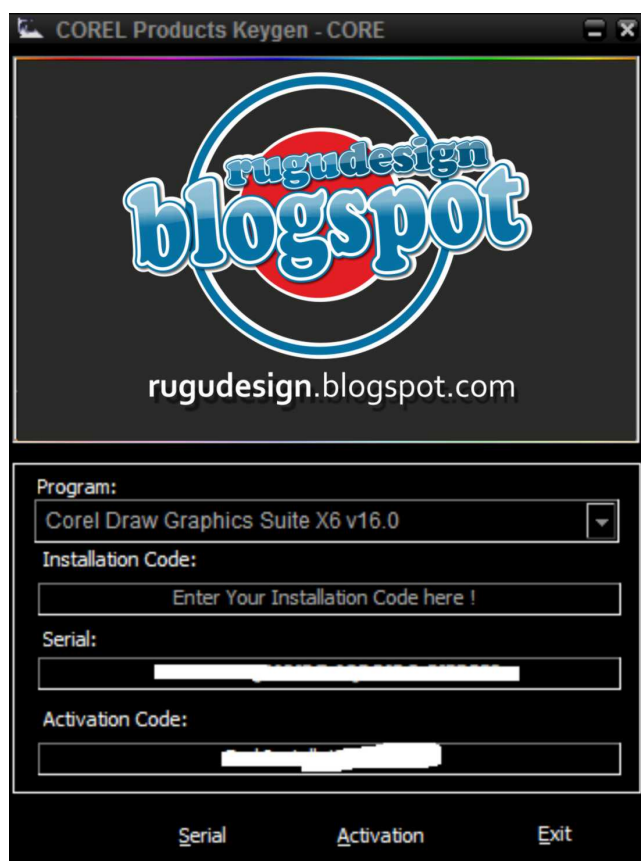 COREL Products Keygen - CORE
rugudesign
blogspot
rugudesign.blogspot.com
Program:
Corel Draw Graphics Suite X6 v16.0
Installation Code:
Enter Your Installation Code here !
Serial:
Activation Code:
Serial Activation Exit